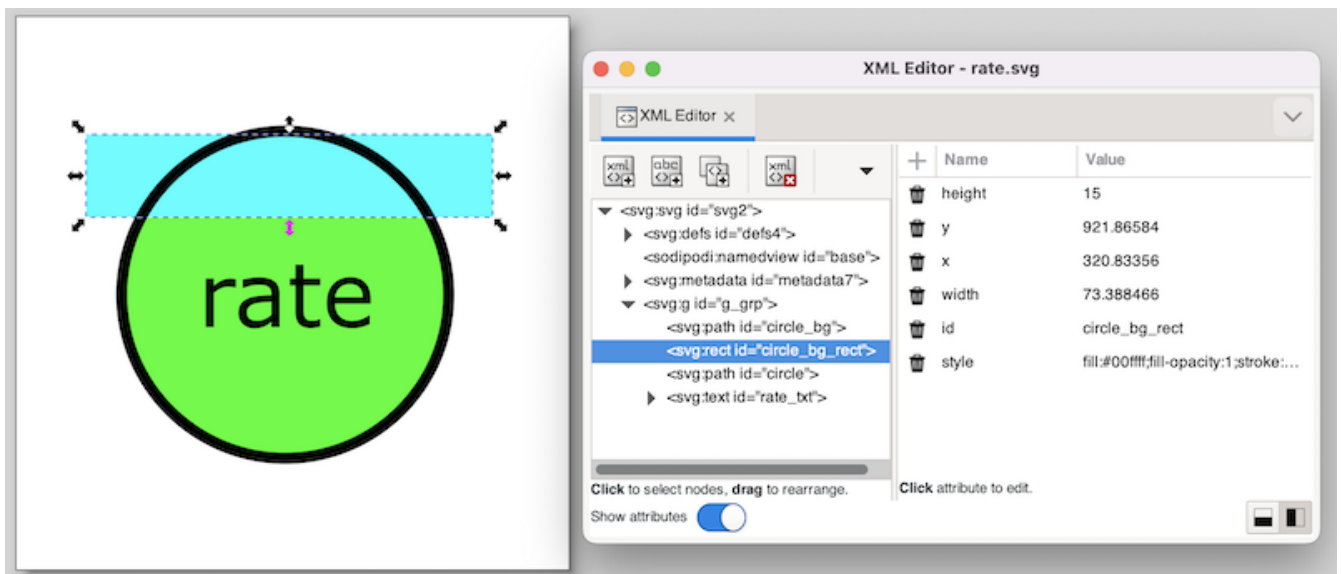 rate
XML Editor - rate.svg
XML Editor
<svg:svg id="svg2">
<svg:defs id="defs4">
<sodipodi:namedview id="base">
<svg:metadata id="metadata7">
<svg:g id="g_grp">
<svg:path id="circle_bg">
<svg:rect id="circle_bg_rect">
<svg:path id="circle">
<svg:text id="rate_txt">
Click to select nodes, drag to rearrange.
Show attributes
Name Value
height 15
y 921.86584
x 320.83356
width 73.388466
id circle_bg_rect
style fill:#00ffff;fill-opacity:1;stroke:...
Click attribute to edit.